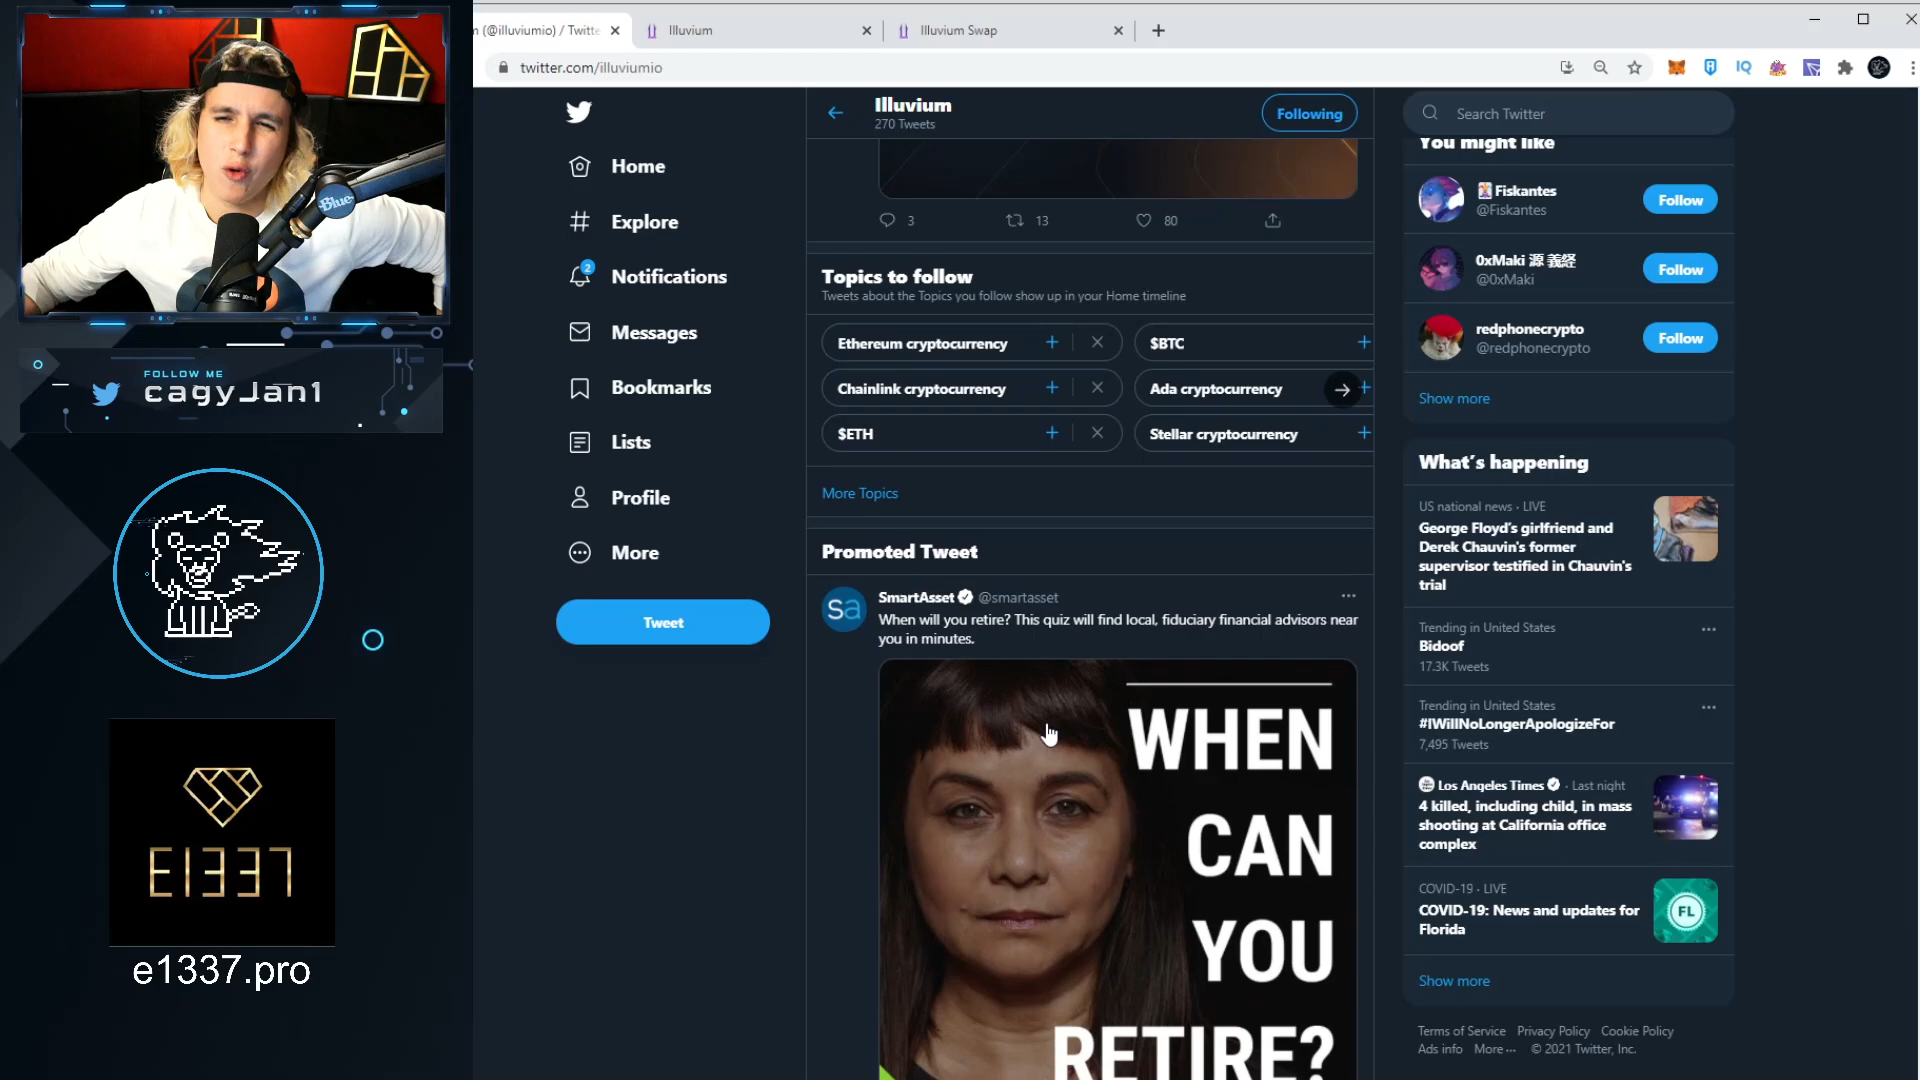 m (@illuviumio) / Twitte
Illuvium
Illuvium Swap
twitter.com/illuviumio
IQ
Blue
FOLLOW ME
cagyJan1
E1337
e1337.pro
Home
Explore
2
Notifications
Messages
Bookmarks
Lists
Profile
More
Tweet
Illuvium
270 Tweets
Following
3
13
80
Topics to follow
Tweets about the Topics you follow show up in your Home timeline
Ethereum cryptocurrency
$BTC
Chainlink cryptocurrency
Ada cryptocurrency
$ETH
Stellar cryptocurrency
More Topics
Promoted Tweet
sa
SmartAsset @smartasset
When will you retire? This quiz will find local, fiduciary financial advisors near
you in minutes.
WHEN
CAN
YOU
RETIRE?
Search Twitter
You might like
Fiskantes
@Fiskantes
Follow
0xMaki 源 義経
@0xMaki
Follow
redphonecrypto
@redphonecrypto
Follow
Show more
What's happening
US national news · LIVE
George Floyd's girlfriend and
Derek Chauvin's former
supervisor testified in Chauvin's
trial
Trending in United States
Bidoof
17.3K Tweets
Trending in United States
#IWillNoLongerApologizeFor
7,495 Tweets
Los Angeles Times · Last night
4 killed, including child, in mass
shooting at California office
complex
COVID-19 · LIVE
COVID-19: News and updates for
Florida
FL
Show more
Terms of Service Privacy Policy Cookie Policy
Ads info More ··· © 2021 Twitter, Inc.